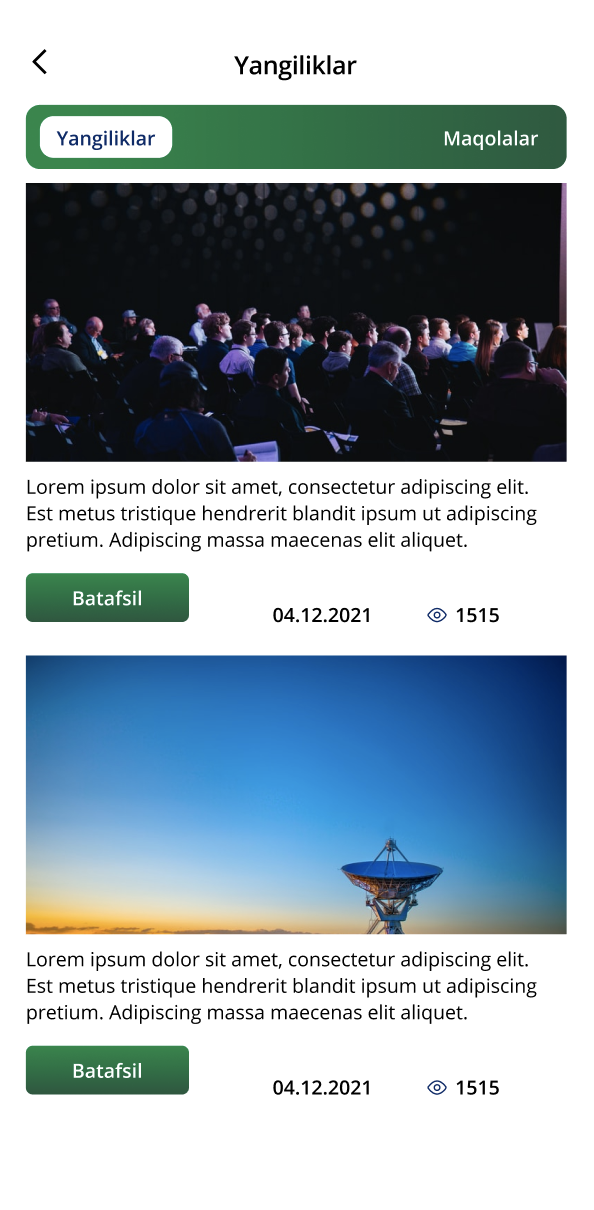 Yangiliklar
Yangiliklar Maqolalar
Lorem ipsum dolor sit amet, consectetur adipiscing elit.
Est metus tristique hendrerit blandit ipsum ut adipiscing
pretium. Adipiscing massa maecenas elit aliquet.
Batafsil 04.12.2021 1515
Lorem ipsum dolor sit amet, consectetur adipiscing elit.
Est metus tristique hendrerit blandit ipsum ut adipiscing
pretium. Adipiscing massa maecenas elit aliquet.
Batafsil 04.12.2021 1515